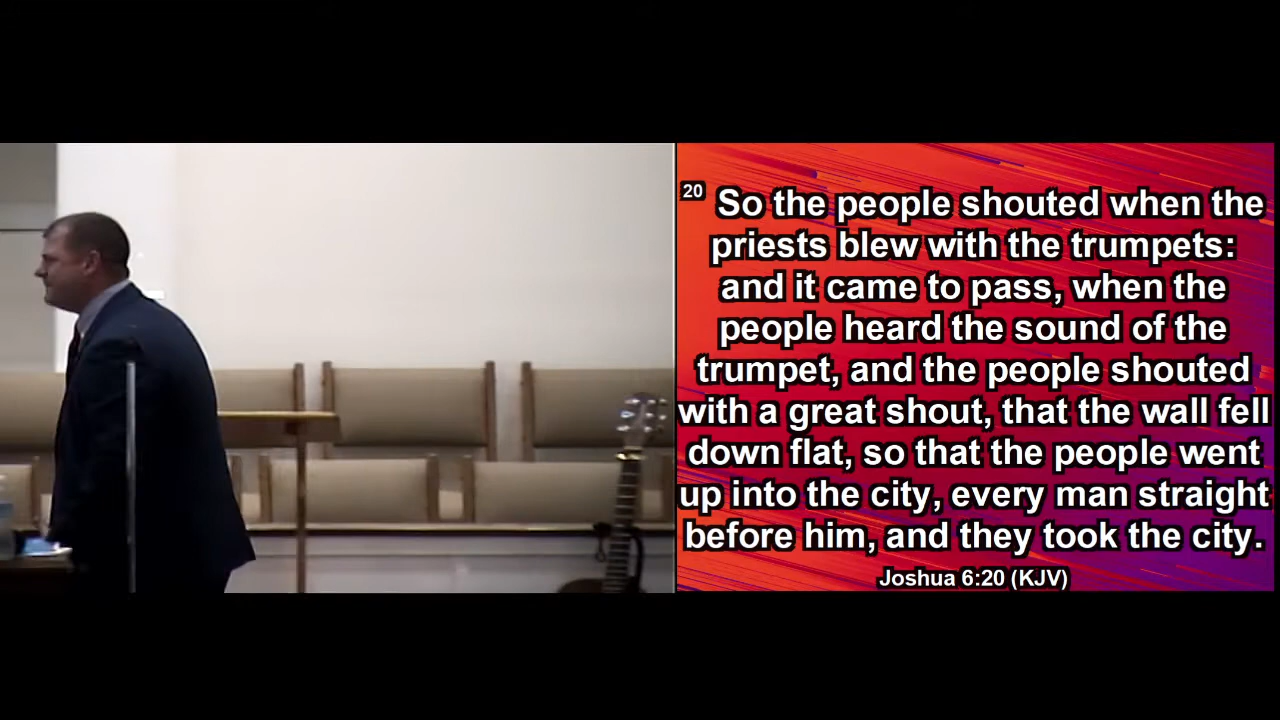 20 So the people shouted when the
priests blew with the trumpets:
and it came to pass, when the
people heard the sound of the
trumpet, and the people shouted
with a great shout, that the wall fell
down flat, so that the people went
up into the city, every man straight
before him, and they took the city.
Joshua 6:20 (KJV)